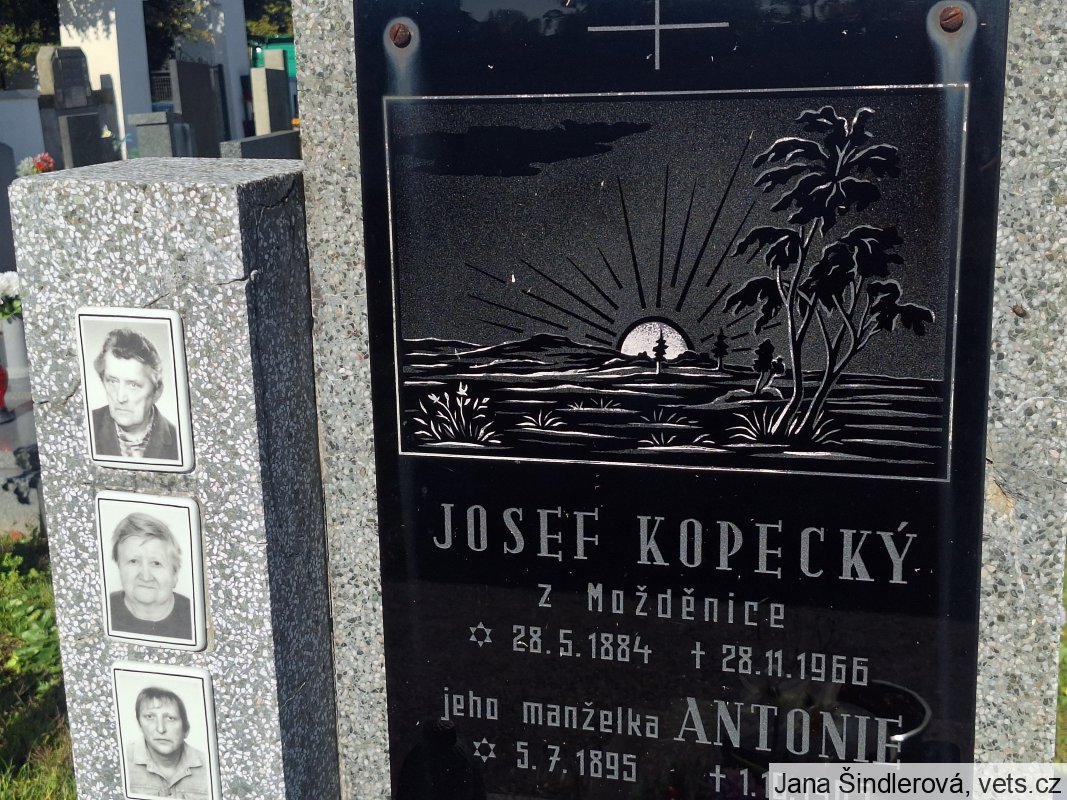 JOSEF KOPECKÝ
z Možděnice
✡ 28.5.1884 † 28.11.1966
jeho manželka ANTONIE
✡ 5.7.1895 †
Jana Šindlerová, vets.cz